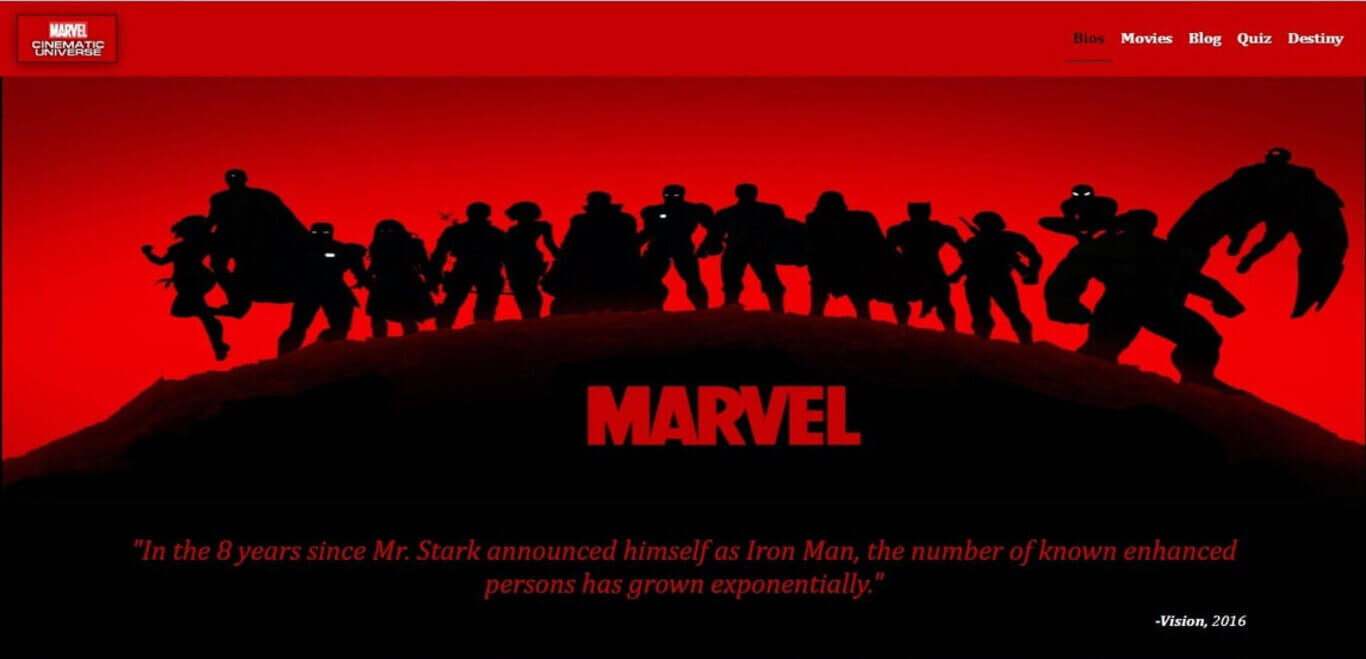 MARVEL
CINEMATIC
UNIVERSE
Bios Movies Blog Quiz Destiny
MARVEL
"In the 8 years since Mr. Stark announced himself as Iron Man, the number of known enhanced
persons has grown exponentially."
-Vision, 2016